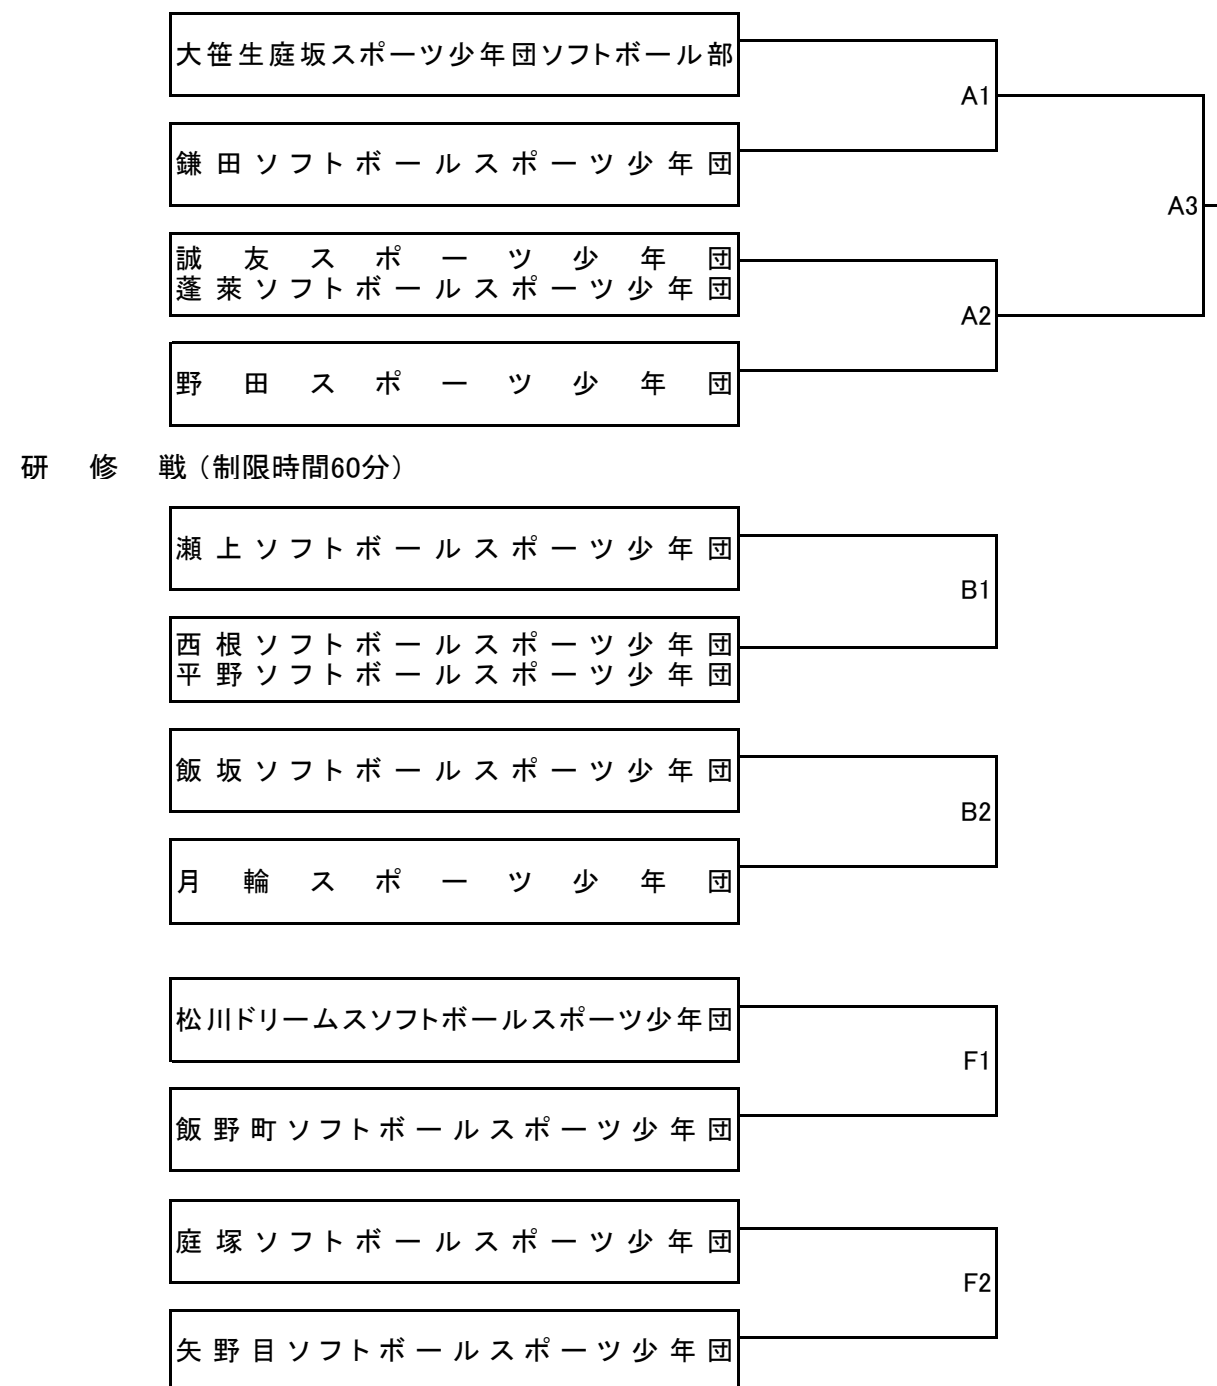 大笹生庭坂スポーツ少年団ソフトボール部
A1
鎌田ソフトボールスポーツ少年団
A3
誠友スポーツ少年団
蓬萊ソフトボールスポーツ少年団
A2
野田スポーツ少年団
研修戦（制限時間60分）
瀬上ソフトボールスポーツ少年団
B1
西根ソフトボールスポーツ少年団
平野ソフトボールスポーツ少年団
飯坂ソフトボールスポーツ少年団
B2
月輪スポーツ少年団
松川ドリームスソフトボールスポーツ少年団
F1
飯野町ソフトボールスポーツ少年団
庭塚ソフトボールスポーツ少年団
F2
矢野目ソフトボールスポーツ少年団